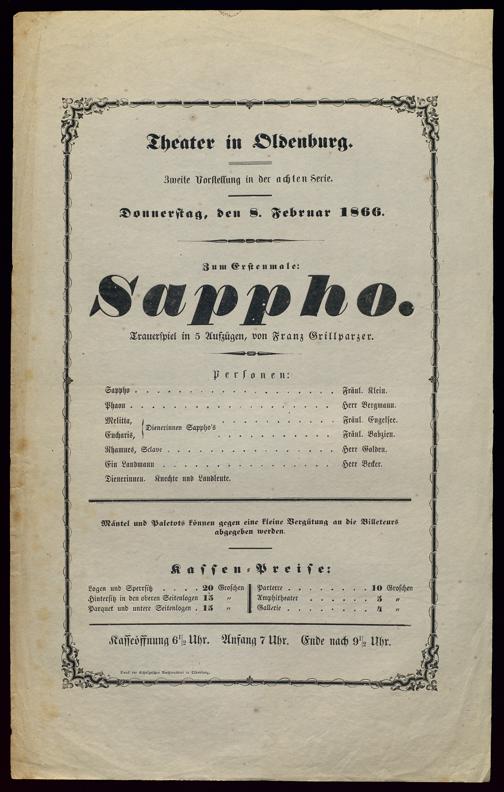 Theater in Oldenburg.
Zweite Vorstellung in der achten Serie.
Donnerstag, den 8. Februar 1866.
Zum Erstenmale:
Sappho.
Trauerspiel in 5 Aufzügen, von Franz Grillparzer.
Personen:
Sappho . . . . . . . . . . . . . . . . . Fräul. Klein.
Phaon . . . . . . . . . . . . . . . . . Herr Bergmann.
Melitta, } Dienerinnen Sappho's . . . . . . . . . Fräul. Engelsee.
Eucharis, . . . . . . . . . Fräul. Babzien.
Rhamnes, Sclave . . . . . . . . . . . . . . Herr Golden.
Ein Landmann . . . . . . . . . . . . . . . Herr Becker.
Dienerinnen. Knechte und Landleute.
Mäntel und Paletots können gegen eine kleine Vergütung an die Billeteurs
abgegeben werden.
Kassen-Preise:
Logen und Sperrsitz . . . . 20 Groschen
Hintersitz in den oberen Seitenlogen 15 "
Parquet und untere Seitenlogen . 15 "
Parterre . . . . . . . . 10 Groschen
Amphitheater . . . . . . 5 "
Gallerie . . . . . . . . 4 "
Kasseöffnung 6½ Uhr. Anfang 7 Uhr. Ende nach 9½ Uhr.